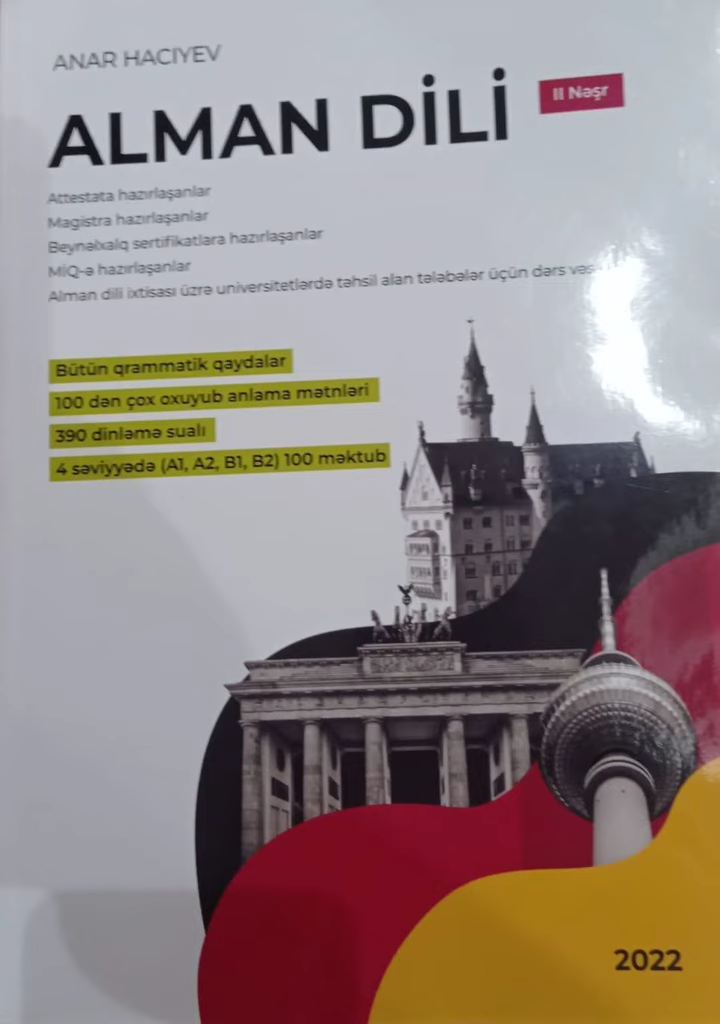 ANAR HACIYEV
ALMAN DİLİ
II Nəşr
Attestata hazırlaşanlar
Magistra hazırlaşanlar
Beynəlxalq sertifikatlara hazırlaşanlar
MİQ-ə hazırlaşanlar
Alman dili ixtisası üzrə universitetlərdə təhsil alan tələbələr üçün dərs
Bütün qrammatik qaydalar
100 dən çox oxuyub anlama mətnləri
390 dinləmə sualı
4 səviyyədə (A1, A2, B1, B2) 100 məktub
2022